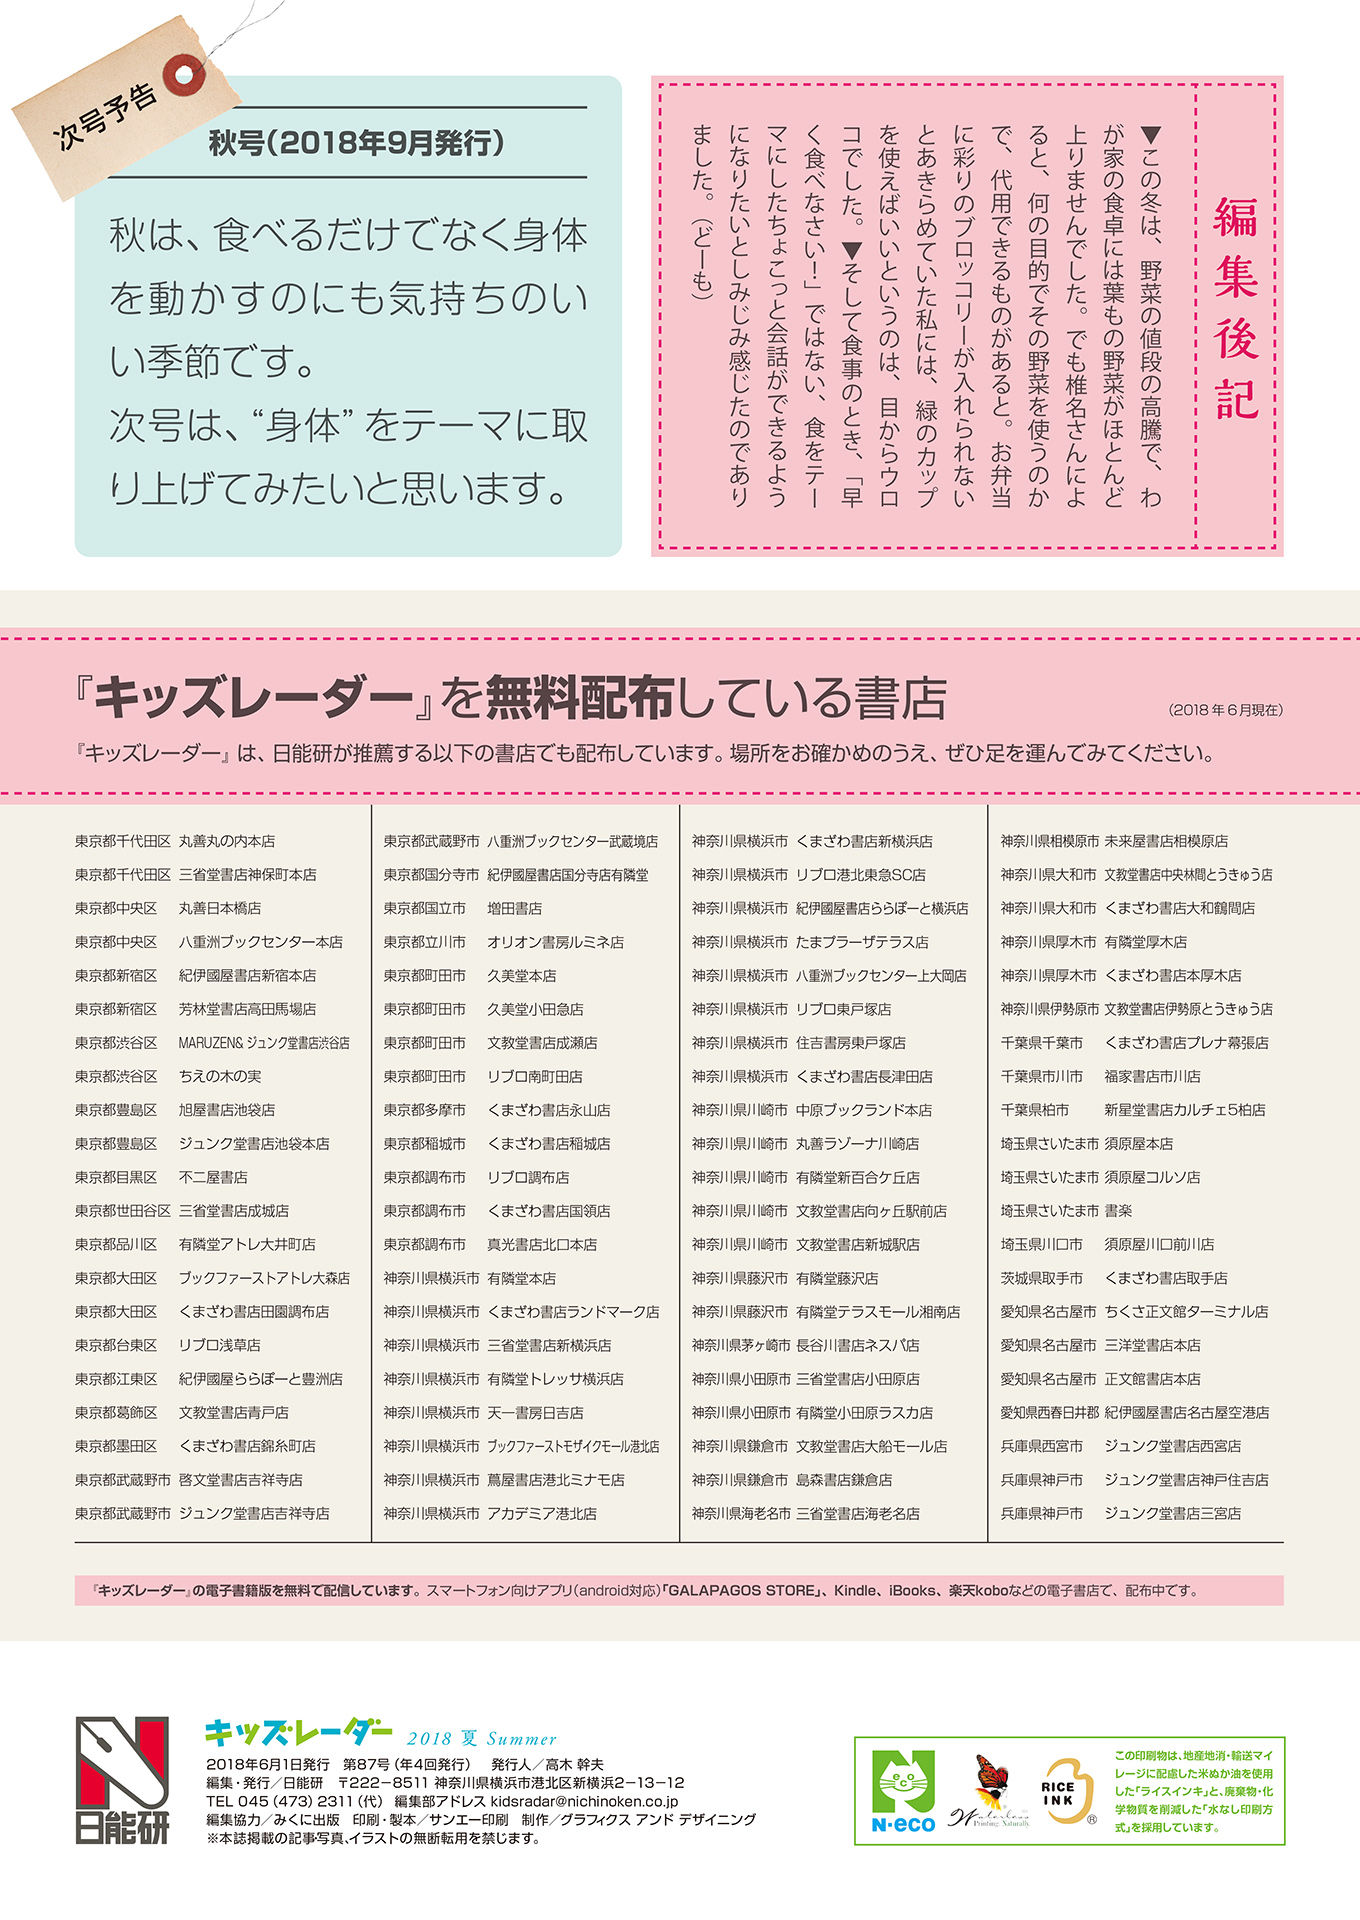 次号予告
秋号（2018年9月発行）
秋は、食べるだけでなく身体
を動かすのにも気持ちのい
い季節です。
次号は、“身体”をテーマに取
り上げてみたいと思います。
編集後記
▼この冬は、野菜の値段の高騰で、わ
が家の食卓には葉もの野菜がほとんど
上りませんでした。でも椎名さんによ
ると、何の目的でその野菜を使うのか
で、代用できるものがあると。お弁当
に彩りのブロッコリーが入れられない
とあきらめていた私には、緑のカップ
を使えばいいというのは、目からウロ
コでした。▼そして食事のとき、「早
く食べなさい！」ではない、食をテー
マにしたちょこっと会話ができるよう
になりたいとしみじみ感じたのであり
ました。（どーも）
『キッズレーダー』を無料配布している書店
（2018年6月現在）
『キッズレーダー』は、日能研が推薦する以下の書店でも配布しています。場所をお確かめのうえ、ぜひ足を運んでみてください。
東京都千代田区 丸善丸の内本店
東京都千代田区 三省堂書店神保町本店
東京都中央区 丸善日本橋店
東京都中央区 八重洲ブックセンター本店
東京都新宿区 紀伊國屋書店新宿本店
東京都新宿区 芳林堂書店高田馬場店
東京都渋谷区 MARUZEN&ジュンク堂書店渋谷店
東京都渋谷区 ちえの木の実
東京都豊島区 旭屋書店池袋店
東京都豊島区 ジュンク堂書店池袋本店
東京都目黒区 不二屋書店
東京都世田谷区 三省堂書店成城店
東京都品川区 有隣堂アトレ大井町店
東京都大田区 ブックファーストアトレ大森店
東京都大田区 くまざわ書店田園調布店
東京都台東区 リブロ浅草店
東京都江東区 紀伊國屋ららぽーと豊洲店
東京都葛飾区 文教堂書店青戸店
東京都墨田区 くまざわ書店錦糸町店
東京都武蔵野市 啓文堂書店吉祥寺店
東京都武蔵野市 ジュンク堂書店吉祥寺店
東京都武蔵野市 八重洲ブックセンター武蔵境店
東京都国分寺市 紀伊國屋書店国分寺店有隣堂
東京都国立市 増田書店
東京都立川市 オリオン書房ルミネ店
東京都町田市 久美堂本店
東京都町田市 久美堂小田急店
東京都町田市 文教堂書店成瀬店
東京都町田市 リブロ南町田店
東京都多摩市 くまざわ書店永山店
東京都稲城市 くまざわ書店稲城店
東京都調布市 リブロ調布店
東京都調布市 くまざわ書店国領店
東京都調布市 真光書店北口本店
神奈川県横浜市 有隣堂本店
神奈川県横浜市 くまざわ書店ランドマーク店
神奈川県横浜市 三省堂書店新横浜店
神奈川県横浜市 有隣堂トレッサ横浜店
神奈川県横浜市 天一書房日吉店
神奈川県横浜市 ブックファーストモザイクモール港北店
神奈川県横浜市 蔦屋書店港北ミナモ店
神奈川県横浜市 アカデミア港北店
神奈川県横浜市 くまざわ書店新横浜店
神奈川県横浜市 リブロ港北東急SC店
神奈川県横浜市 紀伊國屋書店ららぽーと横浜店
神奈川県横浜市 たまプラーザテラス店
神奈川県横浜市 八重洲ブックセンター上大岡店
神奈川県横浜市 リブロ東戸塚店
神奈川県横浜市 住吉書房東戸塚店
神奈川県横浜市 くまざわ書店長津田店
神奈川県川崎市 中原ブックランド本店
神奈川県川崎市 丸善ラゾーナ川崎店
神奈川県川崎市 有隣堂新百合ケ丘店
神奈川県川崎市 文教堂書店向ヶ丘駅前店
神奈川県川崎市 文教堂書店新城駅店
神奈川県藤沢市 有隣堂藤沢店
神奈川県藤沢市 有隣堂テラスモール湘南店
神奈川県茅ヶ崎市 長谷川書店ネスパ店
神奈川県小田原市 三省堂書店小田原店
神奈川県小田原市 有隣堂小田原ラスカ店
神奈川県鎌倉市 文教堂書店大船モール店
神奈川県鎌倉市 島森書店鎌倉店
神奈川県海老名市 三省堂書店海老名店
神奈川県相模原市 未来屋書店相模原店
神奈川県大和市 文教堂書店中央林間とうきゅう店
神奈川県大和市 くまざわ書店大和鶴間店
神奈川県厚木市 有隣堂厚木店
神奈川県厚木市 くまざわ書店本厚木店
神奈川県伊勢原市 文教堂書店伊勢原とうきゅう店
千葉県千葉市 くまざわ書店プレナ幕張店
千葉県市川市 福家書店市川店
千葉県柏市 新星堂書店カルチェ5柏店
埼玉県さいたま市 須原屋本店
埼玉県さいたま市 須原屋コルソ店
埼玉県さいたま市 書楽
埼玉県川口市 須原屋川口前川店
茨城県取手市 くまざわ書店取手店
愛知県名古屋市 ちくさ正文館ターミナル店
愛知県名古屋市 三洋堂書店本店
愛知県名古屋市 正文館書店本店
愛知県西春日井郡 紀伊國屋書店名古屋空港店
兵庫県西宮市 ジュンク堂書店西宮店
兵庫県神戸市 ジュンク堂書店神戸住吉店
兵庫県神戸市 ジュンク堂書店三宮店
『キッズレーダー』の電子書籍版を無料で配信しています。スマートフォン向けアプリ（android対応）「GALAPAGOS STORE」、Kindle、iBooks、楽天koboなどの電子書店で、配布中です。
日能研
キッズレーダー 2018 夏 Summer
2018年6月1日発行 第87号（年4回発行） 発行人／高木 幹夫
編集・発行／日能研 〒222−8511 神奈川県横浜市港北区新横浜2−13−12
TEL 045（473）2311（代） 編集部アドレス kidsradar@nichinoken.co.jp
編集協力／みくに出版 印刷・製本／サンエー印刷 制作／グラフィクス アンド デザイニング
※本誌掲載の記事・写真、イラストの無断転用を禁じます。
N・eco
Waterless
Printing Naturally.
RICE
INK
®
この印刷物は、地産地消・輸送マイ
レージに配慮した米ぬか油を使用
した「ライスインキ」と、廃棄物・化
学物質を削減した「水なし印刷方
式」を採用しています。